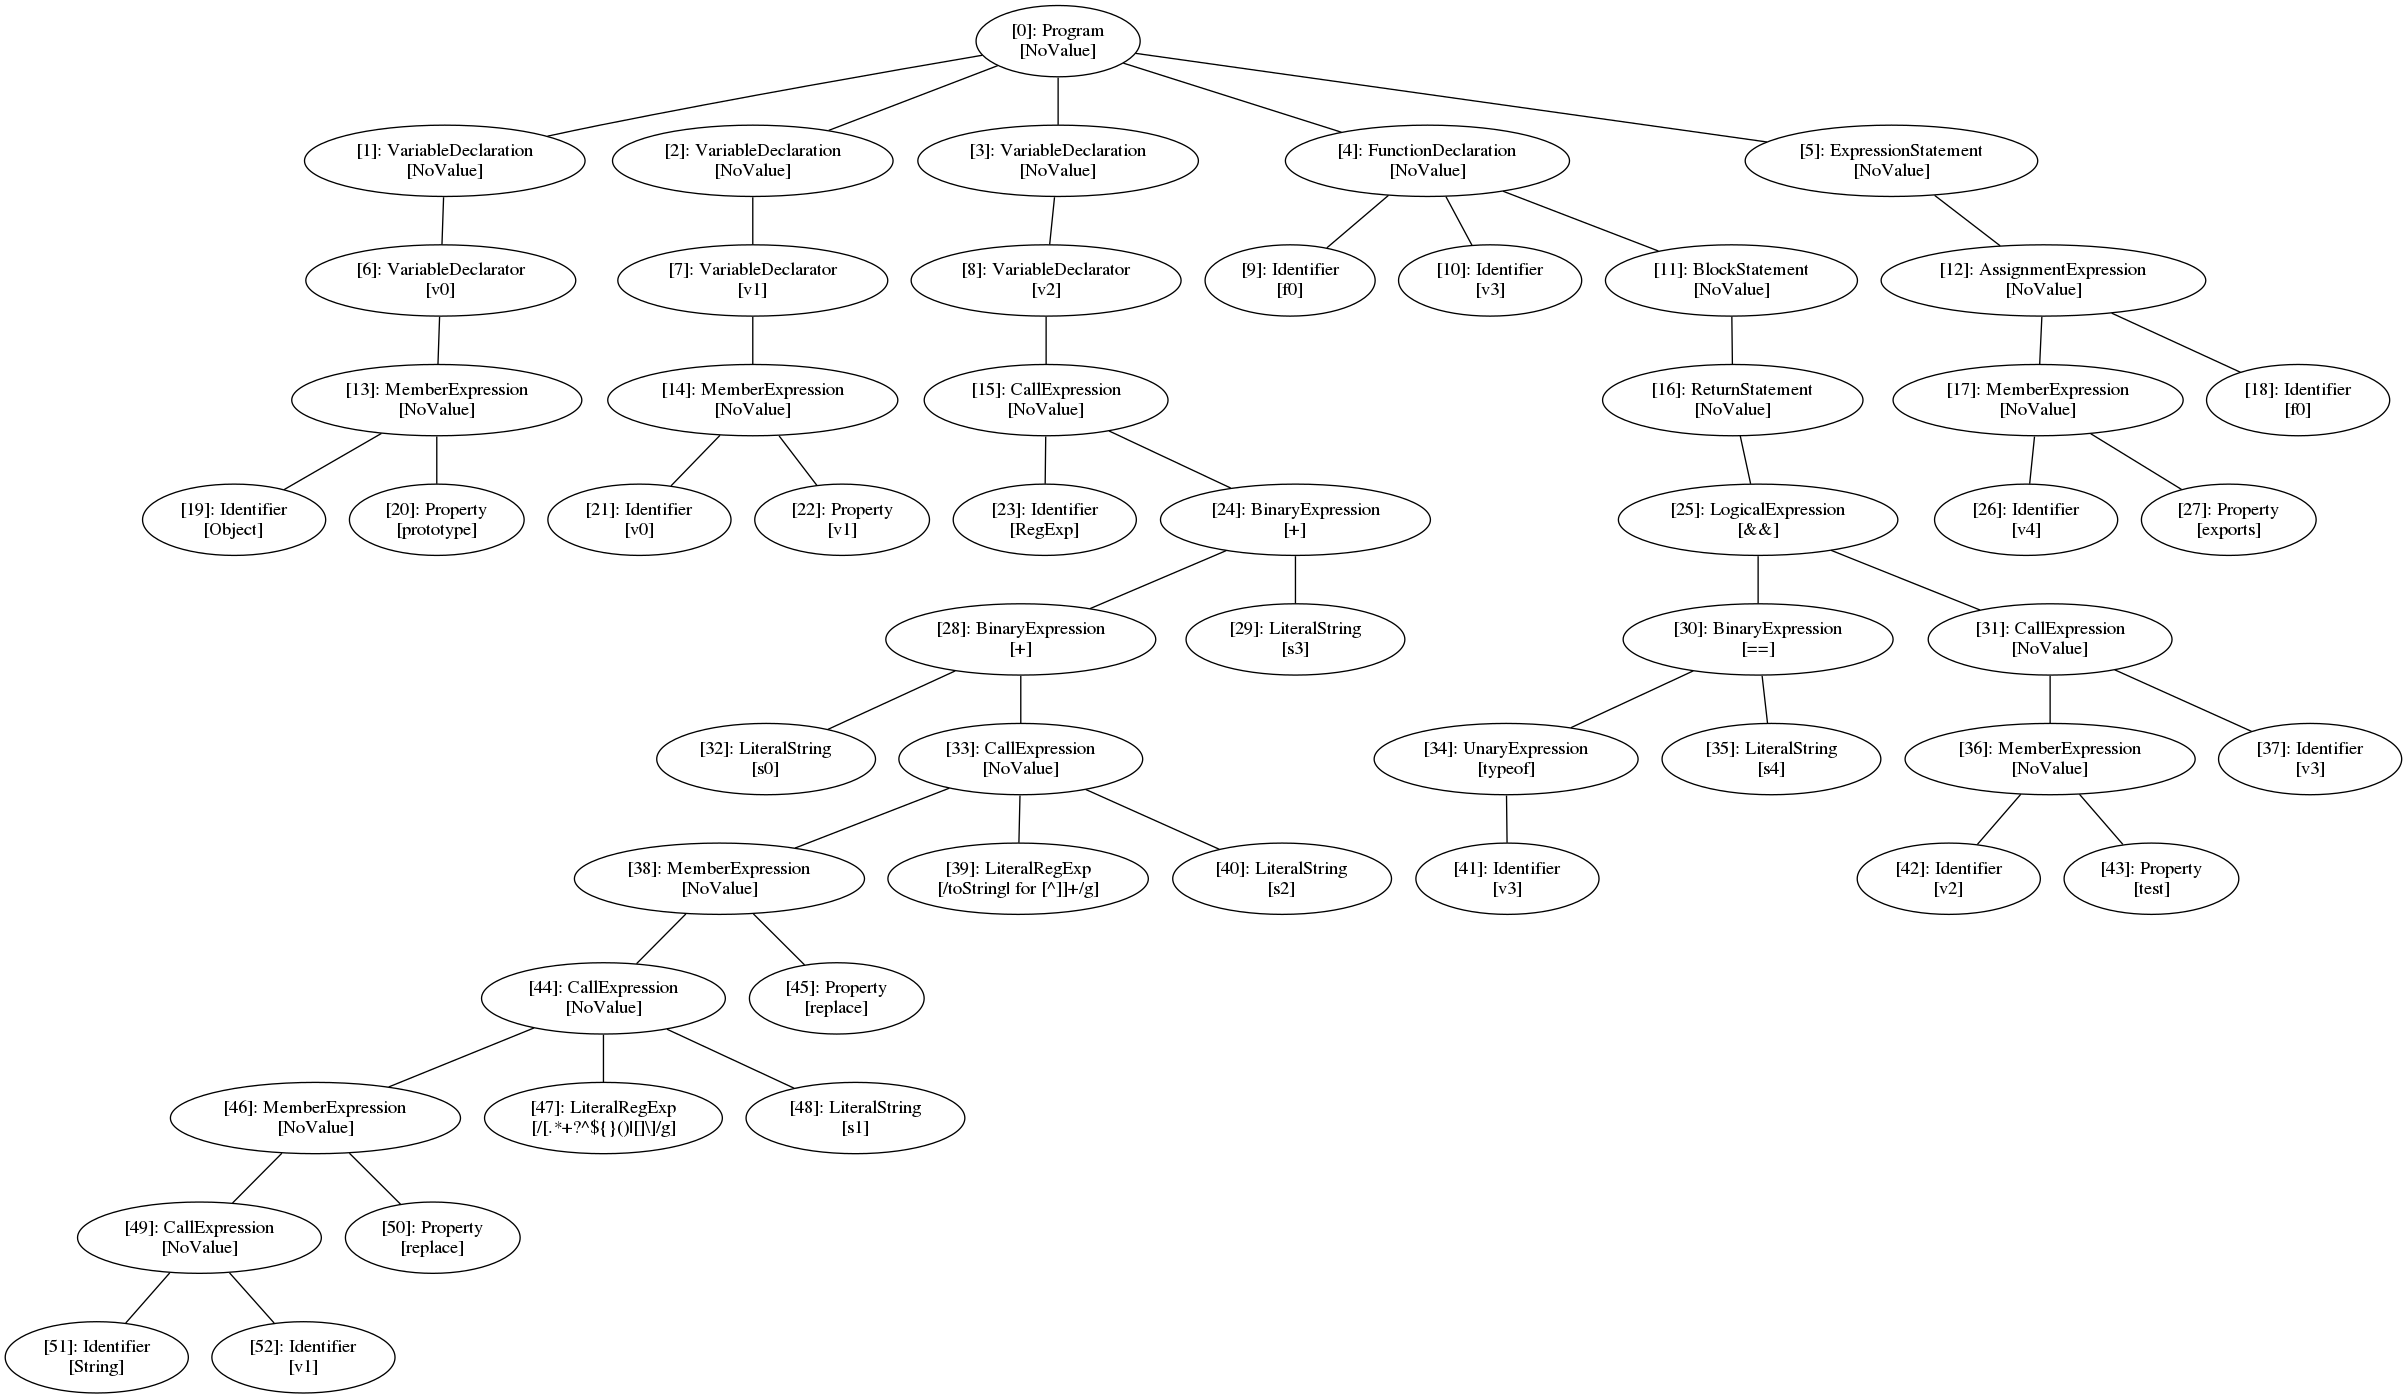 [0]: Program
[NoValue]
[1]: VariableDeclaration
[NoValue]
[2]: VariableDeclaration
[NoValue]
[3]: VariableDeclaration
[NoValue]
[4]: FunctionDeclaration
[NoValue]
[5]: ExpressionStatement
[NoValue]
[6]: VariableDeclarator
[v0]
[7]: VariableDeclarator
[v1]
[8]: VariableDeclarator
[v2]
[9]: Identifier
[f0]
[10]: Identifier
[v3]
[11]: BlockStatement
[NoValue]
[12]: AssignmentExpression
[NoValue]
[13]: MemberExpression
[NoValue]
[14]: MemberExpression
[NoValue]
[15]: CallExpression
[NoValue]
[16]: ReturnStatement
[NoValue]
[17]: MemberExpression
[NoValue]
[18]: Identifier
[f0]
[19]: Identifier
[Object]
[20]: Property
[prototype]
[21]: Identifier
[v0]
[22]: Property
[v1]
[23]: Identifier
[RegExp]
[24]: BinaryExpression
[+]
[25]: LogicalExpression
[&&]
[26]: Identifier
[v4]
[27]: Property
[exports]
[28]: BinaryExpression
[+]
[29]: LiteralString
[s3]
[30]: BinaryExpression
[==]
[31]: CallExpression
[NoValue]
[32]: LiteralString
[s0]
[33]: CallExpression
[NoValue]
[34]: UnaryExpression
[typeof]
[35]: LiteralString
[s4]
[36]: MemberExpression
[NoValue]
[37]: Identifier
[v3]
[38]: MemberExpression
[NoValue]
[39]: LiteralRegExp
[/toString| for [^]]+/g]
[40]: LiteralString
[s2]
[41]: Identifier
[v3]
[42]: Identifier
[v2]
[43]: Property
[test]
[44]: CallExpression
[NoValue]
[45]: Property
[replace]
[46]: MemberExpression
[NoValue]
[47]: LiteralRegExp
[/[.*+?^${}()|[]\]/g]
[48]: LiteralString
[s1]
[49]: CallExpression
[NoValue]
[50]: Property
[replace]
[51]: Identifier
[String]
[52]: Identifier
[v1]